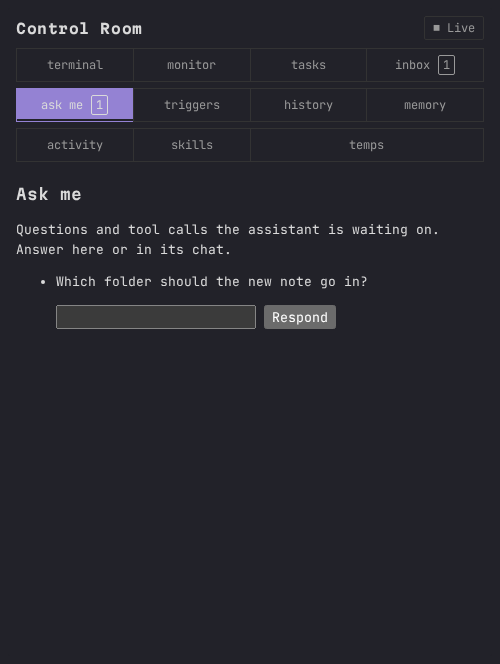 Control Room
Live
terminal
monitor
tasks
inbox 1
ask me 1
triggers
history
memory
activity
skills
temps
Ask me
Questions and tool calls the assistant is waiting on.
Answer here or in its chat.
• Which folder should the new note go in?
Respond